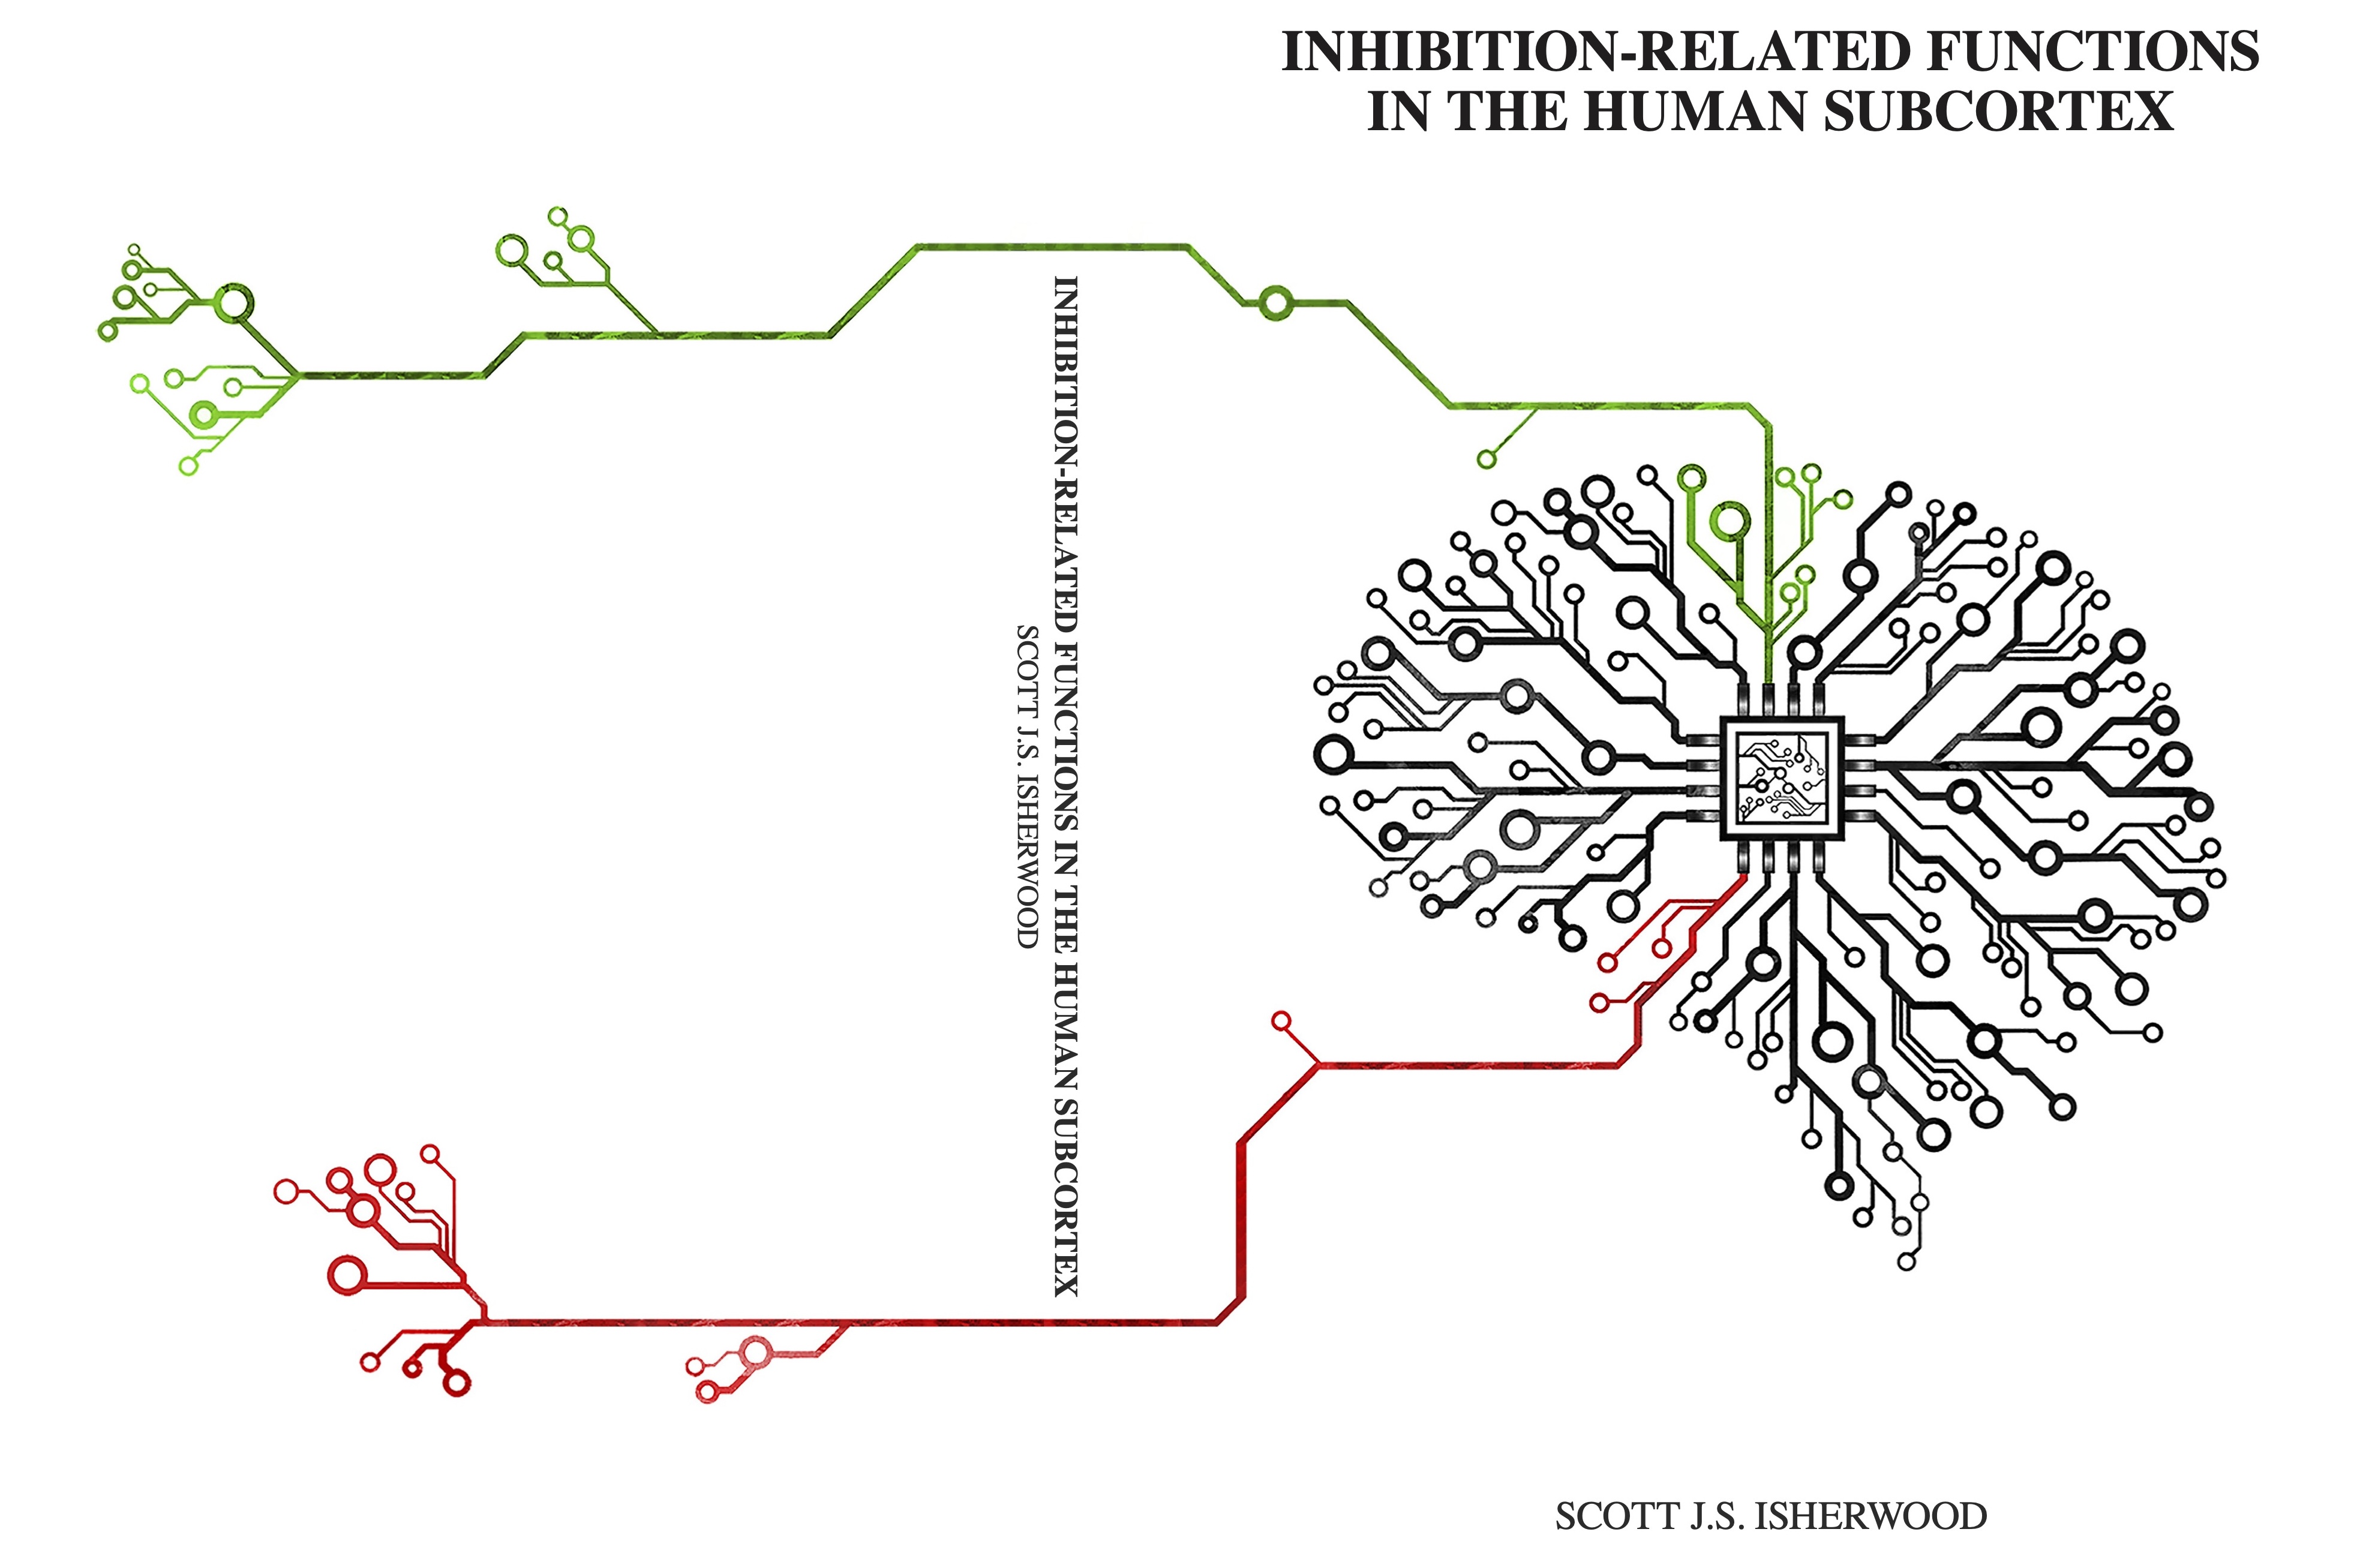 INHIBITION-RELATED FUNCTIONS
IN THE HUMAN SUBCORTEX
INHIBITION-RELATED FUNCTIONS IN THE HUMAN SUBCORTEX
SCOTT J.S. ISHERWOOD
SCOTT J.S. ISHERWOOD